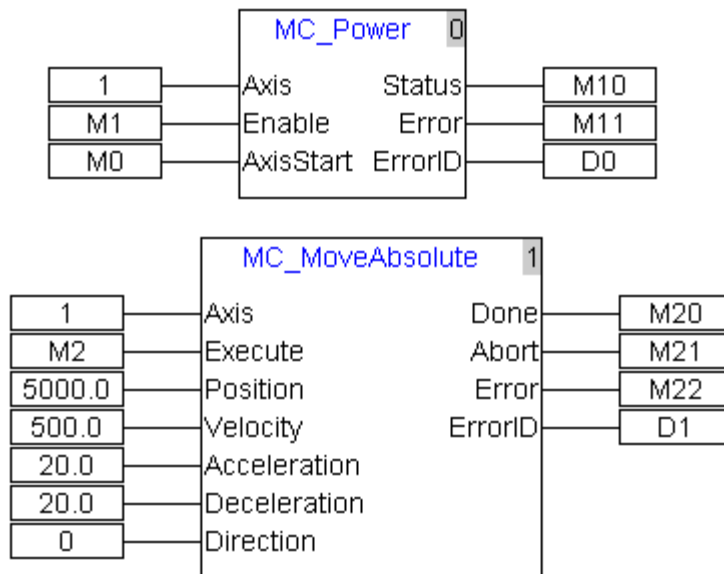 MC_Power 0
1 Axis Status M10
M1 Enable Error M11
M0 AxisStart ErrorID D0
MC_MoveAbsolute 1
1 Axis Done M20
M2 Execute Abort M21
5000.0 Position Error M22
500.0 Velocity ErrorID D1
20.0 Acceleration
20.0 Deceleration
0 Direction